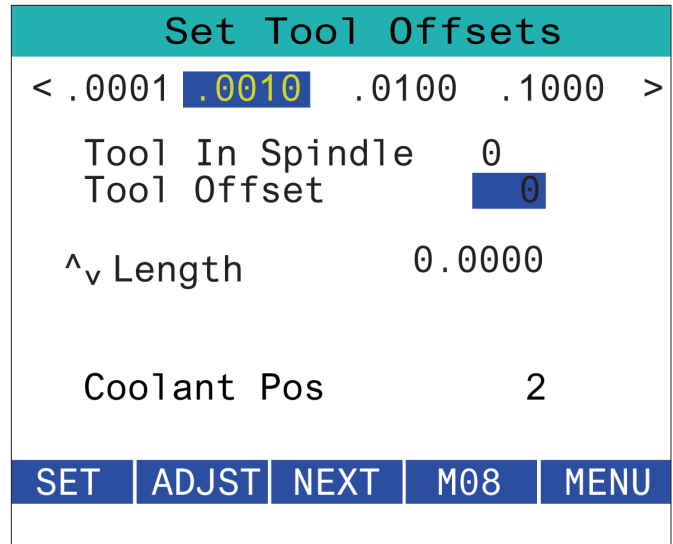 Set Tool Offsets
< .0001 .0010 .0100 .1000 >
Tool In Spindle 0
Tool Offset 0
^v Length 0.0000
Coolant Pos 2
SET ADJST NEXT M08 MENU